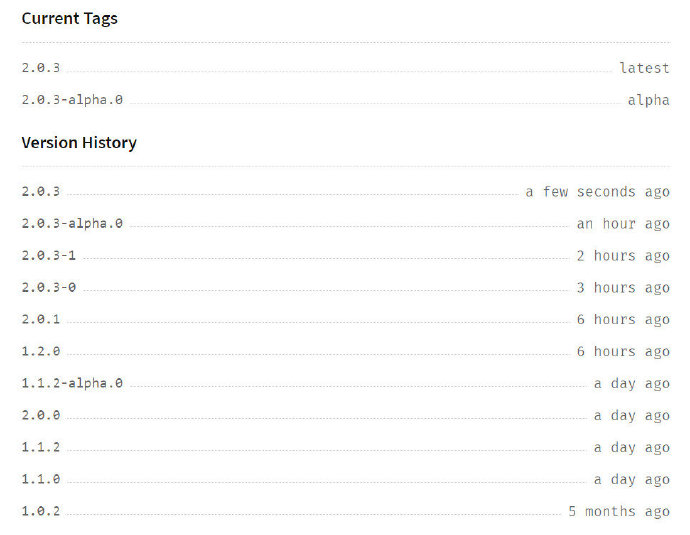 Current Tags
2.0.3 latest
2.0.3-alpha.0 alpha
Version History
2.0.3 a few seconds ago
2.0.3-alpha.0 an hour ago
2.0.3-1 2 hours ago
2.0.3-0 3 hours ago
2.0.1 6 hours ago
1.2.0 6 hours ago
1.1.2-alpha.0 a day ago
2.0.0 a day ago
1.1.2 a day ago
1.1.0 a day ago
1.0.2 5 months ago